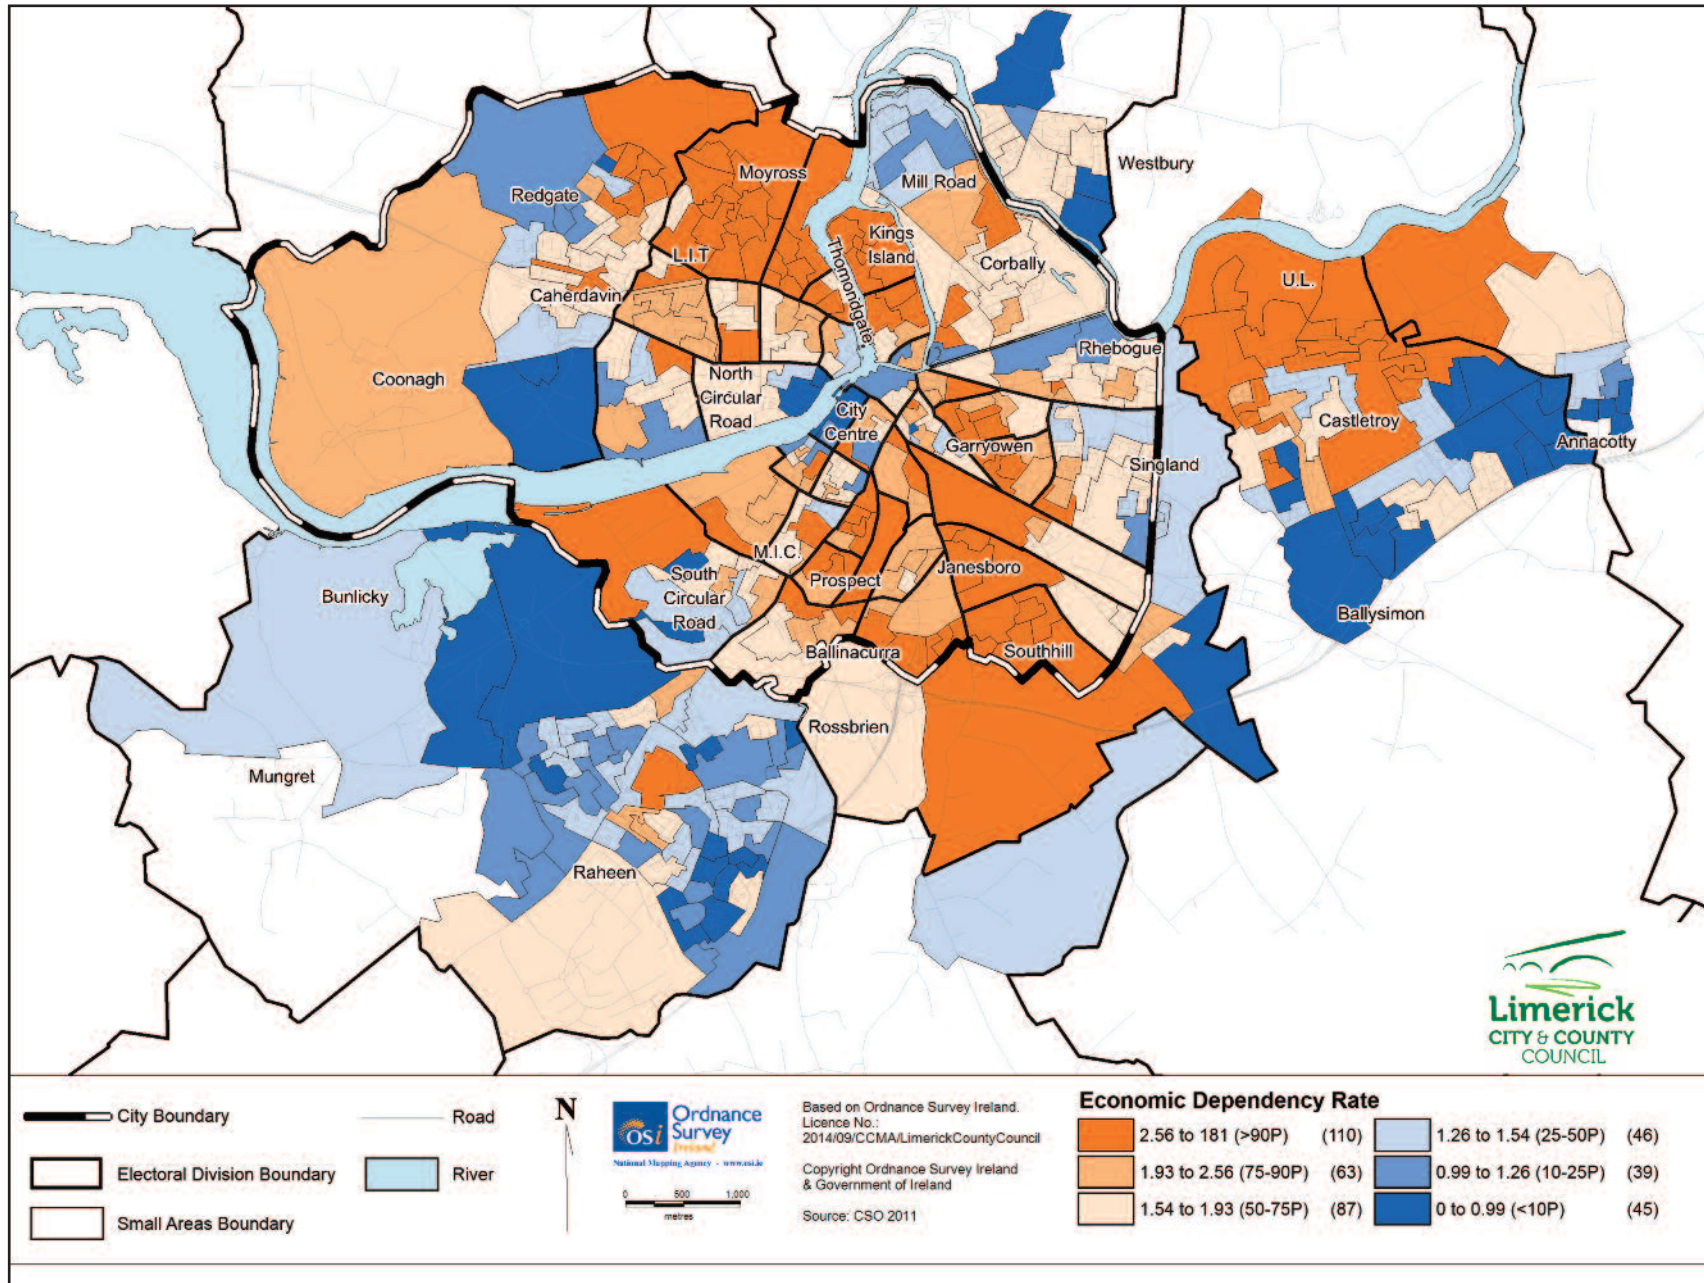 Westbury
Mill Road
Moyross
Redgate
Kings
Island
L.I.T
Thomondgate
Corbally
U.L.
Caherdavin
Rhebogue
Coonagh
North
Circular
Road
City
Centre
Castletroy
Annacotty
Garryowen
Singland
M.I.C.
Prospect
Janesboro
South
Circular
Road
Bunlicky
Ballysimon
Ballinacurra
Southhill
Rossbrien
Mungret
Raheen
Limerick
CITY & COUNTY
COUNCIL
City Boundary
Road
Electoral Division Boundary
River
Small Areas Boundary
N
OSi
Ordnance
Survey
Ireland
National Mapping Agency - www.osi.ie
0 500 1,000
metres
Based on Ordnance Survey Ireland.
Licence No.:
2014/09/CCMA/LimerickCountyCouncil
Copyright Ordnance Survey Ireland
& Government of Ireland
Source: CSO 2011
Economic Dependency Rate
2.56 to 181 (>90P) (110)
1.93 to 2.56 (75-90P) (63)
1.54 to 1.93 (50-75P) (87)
1.26 to 1.54 (25-50P) (46)
0.99 to 1.26 (10-25P) (39)
0 to 0.99 (<10P) (45)